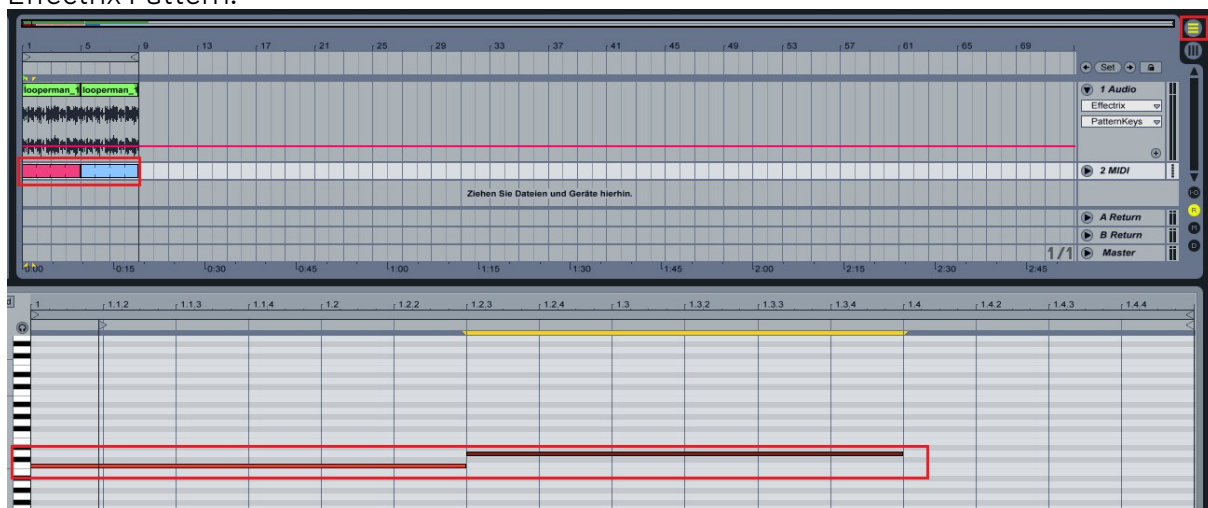 Effectrix Pattern.
1 5 9 13 17 21 25 29 33 37 41 45 49 53 57 61 65 69
Set
looperman_1 looperman_1
1 Audio
Effectrix
PatternKeys
2 MIDI
I-O
Ziehen Sie Dateien und Geräte hierhin.
R
A Return
M
B Return
D
1/1 Master
0:00 0:15 0:30 0:45 1:00 1:15 1:30 1:45 2:00 2:15 2:30 2:45
1 1.1.2 1.1.3 1.1.4 1.2 1.2.2 1.2.3 1.2.4 1.3 1.3.2 1.3.3 1.3.4 1.4 1.4.2 1.4.3 1.4.4